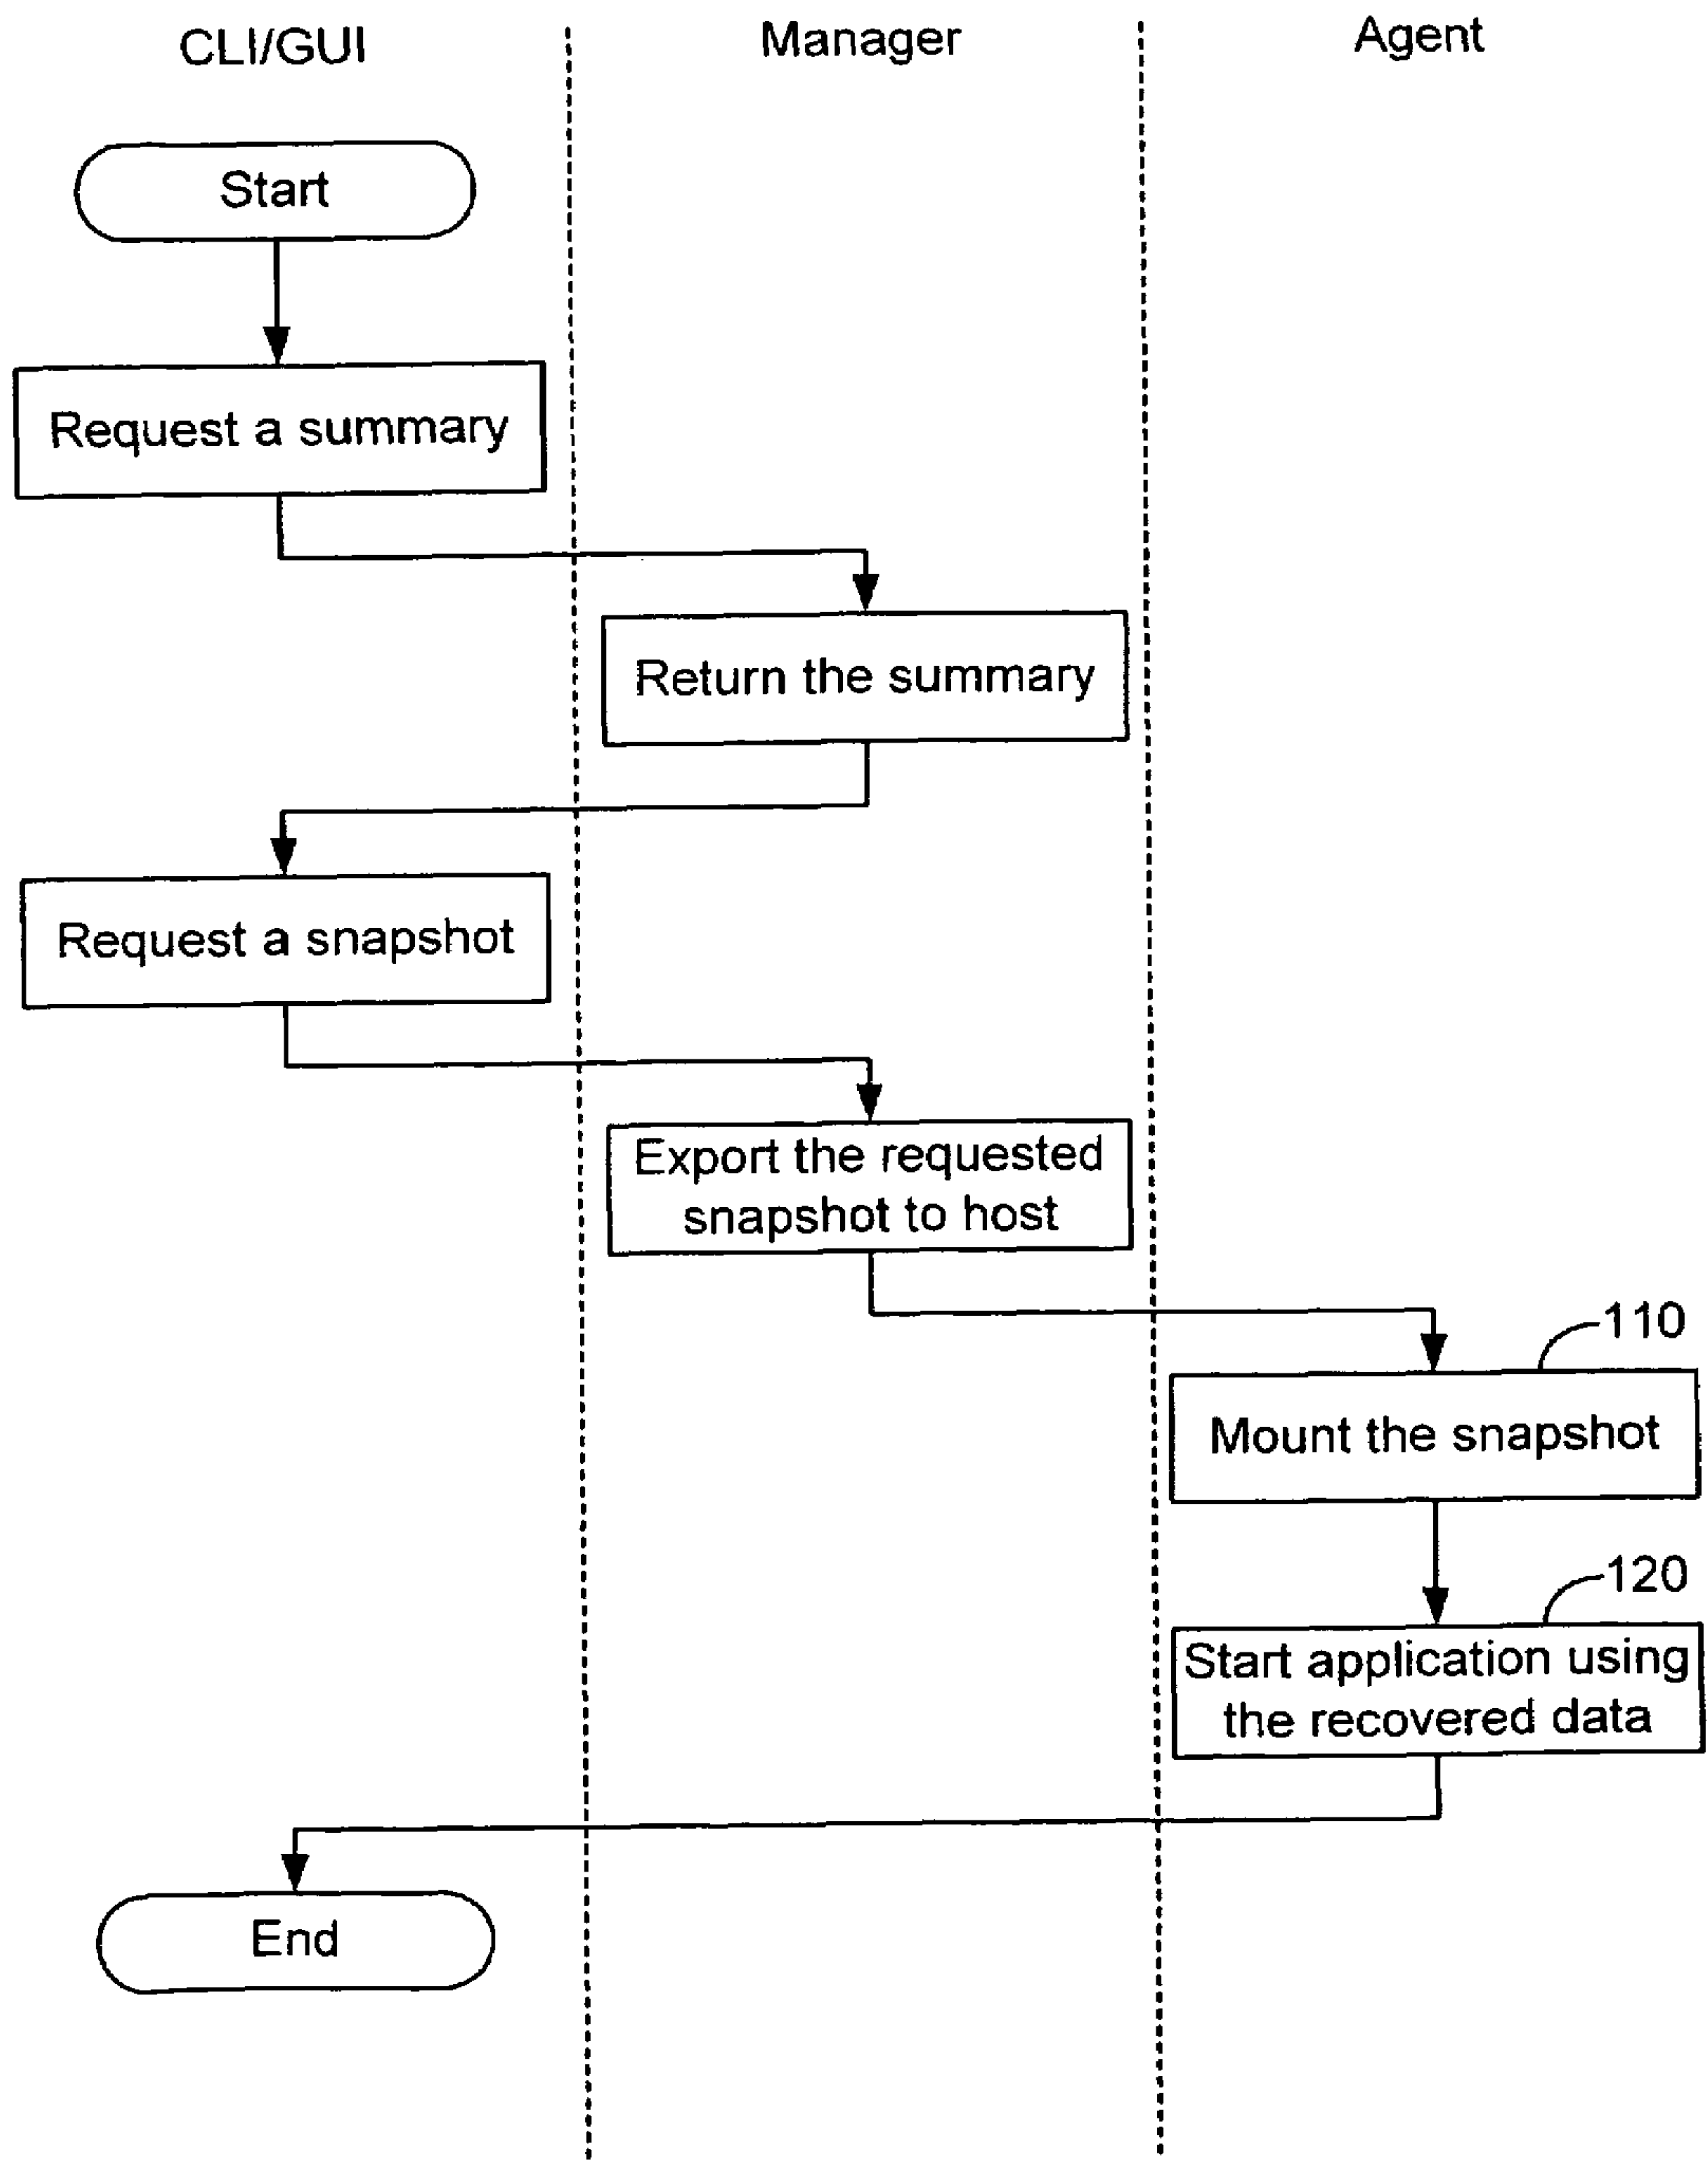 CLI/GUI
Manager
Agent
Start
Request a summary
Return the summary
Request a snapshot
Export the requested
snapshot to host
110
Mount the snapshot
120
Start application using
the recovered data
End